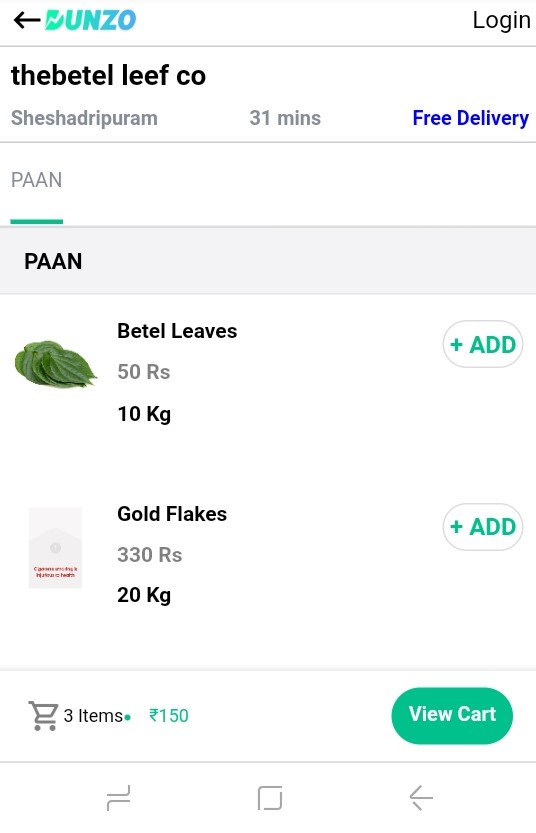 DUNZO Login
thebetel leef co
Sheshadripuram 31 mins Free Delivery
PAAN
PAAN
Betel Leaves + ADD
50 Rs
10 Kg
Gold Flakes + ADD
330 Rs
20 Kg
Cigarette smoking is
injurious to health
3 Items• ₹150 View Cart